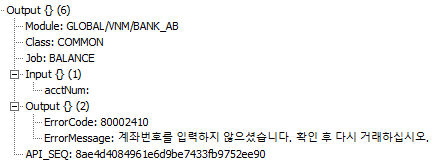 Output {} (6)
Module: GLOBAL/VNM/BANK_AB
Class: COMMON
Job: BALANCE
Input {} (1)
acctNum:
Output {} (2)
ErrorCode: 80002410
ErrorMessage: 계좌번호를 입력하지 않으셨습니다. 확인 후 다시 거래하십시오.
API_SEQ: 8ae4d4084961e6d9be7433fb9752ee90